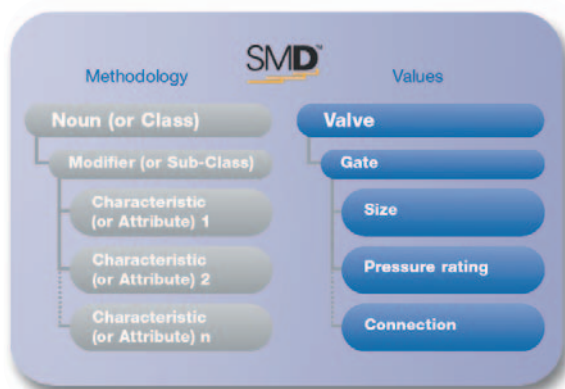 SMD™
Methodology
Values
Noun (or Class)
Valve
Modifier (or Sub-Class)
Gate
Characteristic
(or Attribute) 1
Size
Characteristic
(or Attribute) 2
Pressure rating
Characteristic
(or Attribute) n
Connection